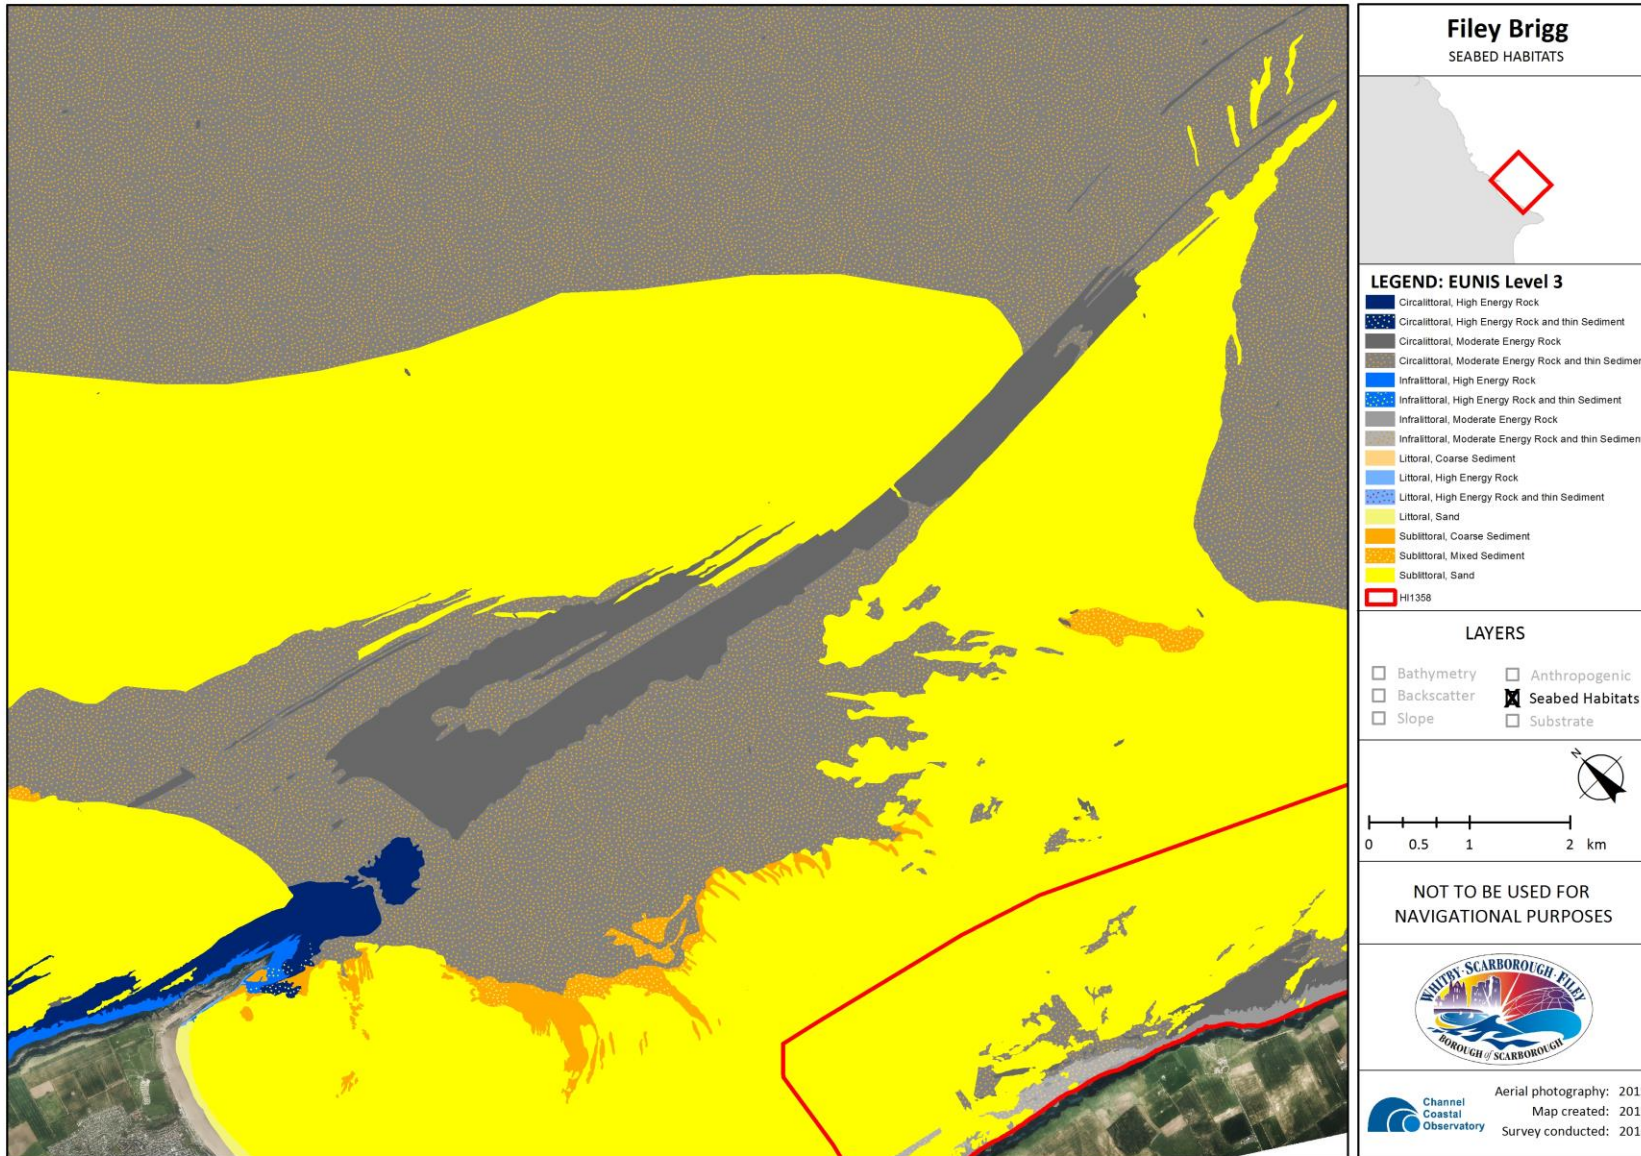 Filey Brigg
SEABED HABITATS
LEGEND: EUNIS Level 3
Circalittoral, High Energy Rock
Circalittoral, High Energy Rock and thin Sediment
Circalittoral, Moderate Energy Rock
Circalittoral, Moderate Energy Rock and thin Sedimen
Infralittoral, High Energy Rock
Infralittoral, High Energy Rock and thin Sediment
Infralittoral, Moderate Energy Rock
Infralittoral, Moderate Energy Rock and thin Sedimen
Littoral, Coarse Sediment
Littoral, High Energy Rock
Littoral, High Energy Rock and thin Sediment
Littoral, Sand
Sublittoral, Coarse Sediment
Sublittoral, Mixed Sediment
Sublittoral, Sand
HI1358
LAYERS
Bathymetry
Anthropogenic
Backscatter
Seabed Habitats
Slope
Substrate
N
0 0.5 1 2 km
NOT TO BE USED FOR
NAVIGATIONAL PURPOSES
WHITBY·SCARBOROUGH·FILEY
BOROUGH of SCARBOROUGH
Channel
Coastal
Observatory
Aerial photography: 201
Map created: 201
Survey conducted: 201